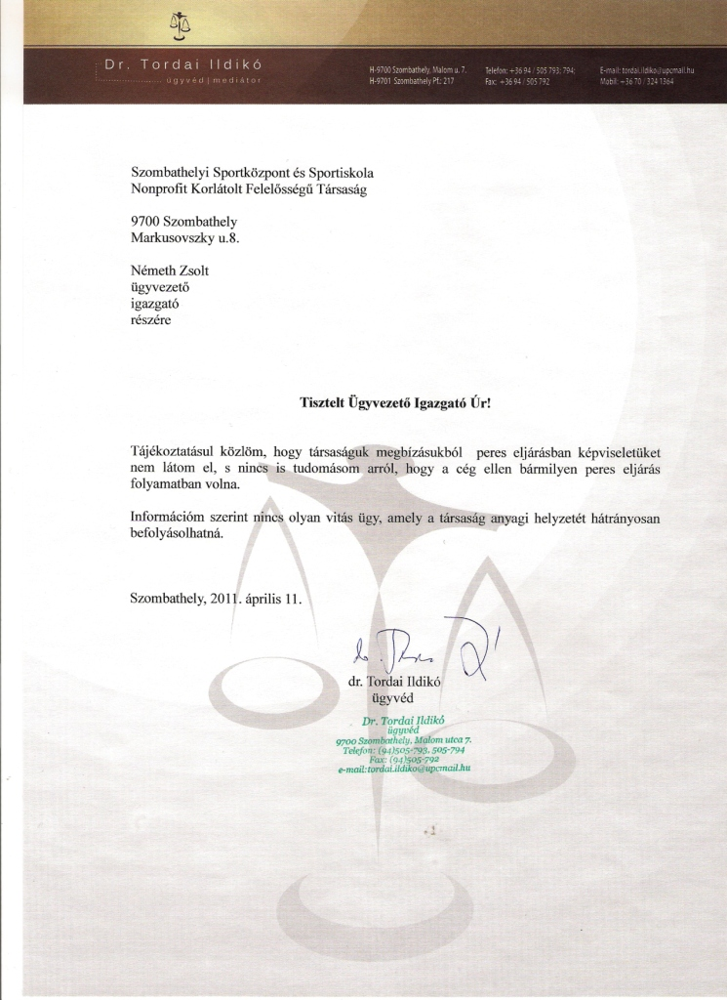 Dr. Tordai Ildikó
ügyvéd | mediátor
H-9700 Szombathely, Malom u. 7.
H-9701 Szombathely Pf.: 217
Telefon: +36 94 / 505 793; 794;
Fax: +36 94 / 505 792
E-mail: tordai.ildiko@upcmail.hu
Mobil: +36 70 / 324 1364
Szombathelyi Sportközpont és Sportiskola
Nonprofit Korlátolt Felelősségű Társaság
9700 Szombathely
Markusovszky u.8.
Németh Zsolt
ügyvezető
igazgató
részére
Tisztelt Ügyvezető Igazgató Úr!
Tájékoztatásul közlöm, hogy társaságuk megbízásukból peres eljárásban képviseletüket
nem látom el, s nincs is tudomásom arról, hogy a cég ellen bármilyen peres eljárás
folyamatban volna.
Információm szerint nincs olyan vitás ügy, amely a társaság anyagi helyzetét hátrányosan
befolyásolhatná.
Szombathely, 2011. április 11.
dr. Tordai Ildikó
ügyvéd
Dr. Tordai Ildikó
ügyvéd
9700 Szombathely, Malom utca 7.
Telefon: (94)505-793, 505-794
Fax: (94)505-792
e-mail:tordai.ildiko@upcmail.hu